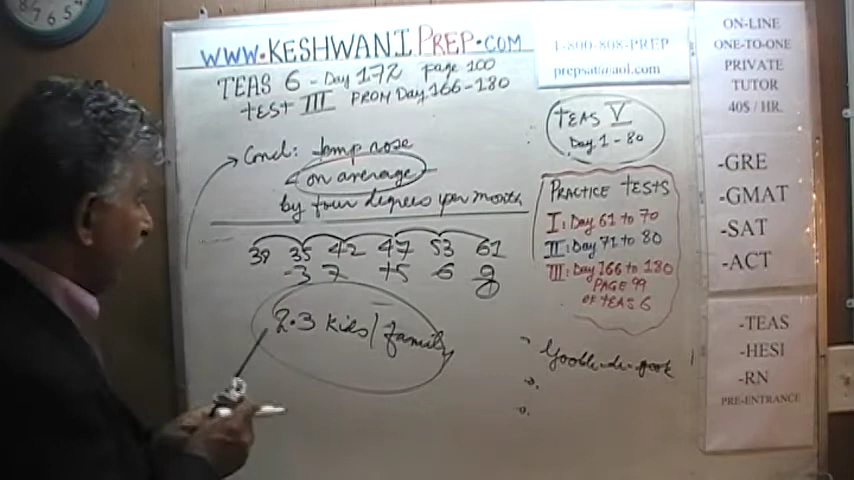 WWW.KESHWANIPREP.COM
TEAS 6 - Day 172 page 100
TEST III FROM Day 166-180
1-800-808-PREP
prepsat@aol.com
TEAS V
Day 1 - 80
Concl: temp rose
on average
by four degrees per month
39 35 42 47 53 61
-3 7 +5 6 8
2.3 kids/family
PRACTICE TESTS
I: Day 61 to 70
II: Day 71 to 80
III: Day 166 to 180
PAGE 99
OF TEAS 6
ON-LINE
ONE-TO-ONE
PRIVATE
TUTOR
40$ / HR.
-GRE
-GMAT
-SAT
-ACT
-TEAS
-HESI
-RN
PRE-ENTRANCE
8 7 6 5